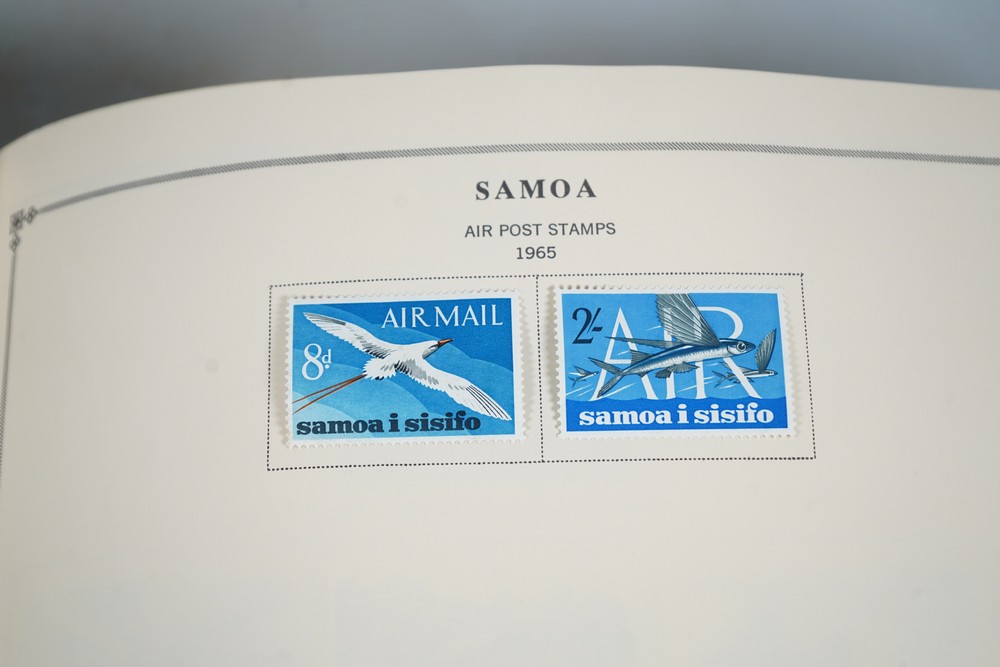 SAMOA
AIR POST STAMPS
1965
AIR MAIL
8d.
samoa i sisifo
2/-
AIR
samoa i sisifo